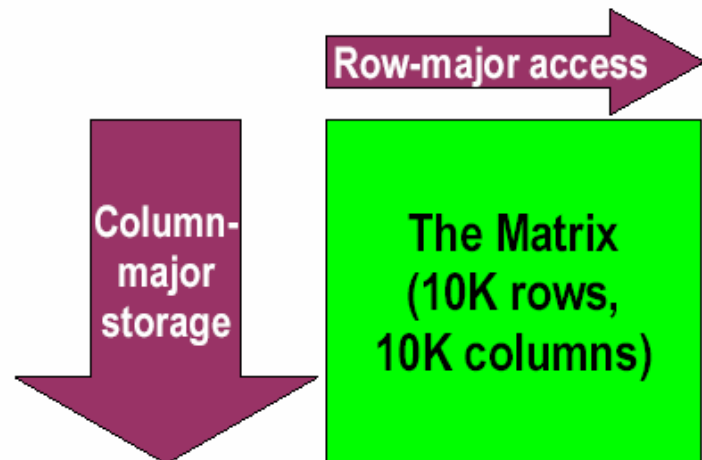 Row-major access
Column-
major
storage
The Matrix
(10K rows,
10K columns)